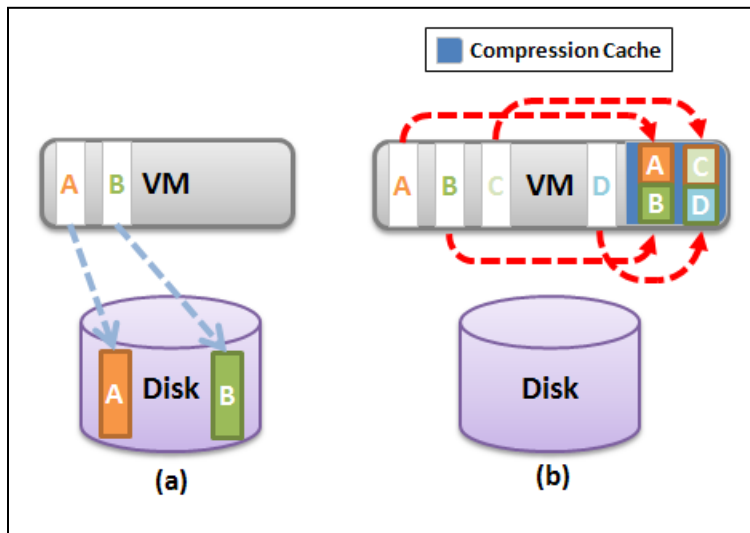 Compression Cache
A B VM
A B C VM D A C
B D
A Disk B
Disk
(a) (b)